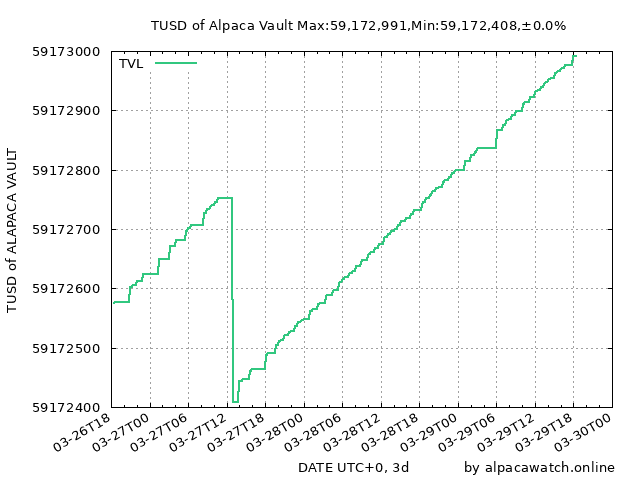 TUSD of Alpaca Vault Max:59,172,991,Min:59,172,408,±0.0%
TVL
59173000
59172900
59172800
59172700
59172600
59172500
59172400
TUSD of ALAPACA VAULT
03-26T18
03-27T00
03-27T06
03-27T12
03-27T18
03-28T00
03-28T06
03-28T12
03-28T18
03-29T00
03-29T06
03-29T12
03-29T18
03-30T00
DATE UTC+0, 3d
by alpacawatch.online